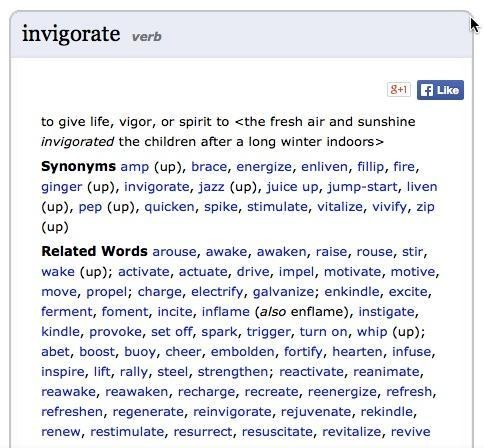 invigorate verb
g+1 Like
to give life, vigor, or spirit to <the fresh air and sunshine
invigorated the children after a long winter indoors>
Synonyms amp (up), brace, energize, enliven, fillip, fire,
ginger (up), invigorate, jazz (up), juice up, jump-start, liven
(up), pep (up), quicken, spike, stimulate, vitalize, vivify, zip
(up)
Related Words arouse, awake, awaken, raise, rouse, stir,
wake (up); activate, actuate, drive, impel, motivate, motive,
move, propel; charge, electrify, galvanize; enkindle, excite,
ferment, foment, incite, inflame (also enflame), instigate,
kindle, provoke, set off, spark, trigger, turn on, whip (up);
abet, boost, buoy, cheer, embolden, fortify, hearten, infuse,
inspire, lift, rally, steel, strengthen; reactivate, reanimate,
reawake, reawaken, recharge, recreate, reenergize, refresh,
refreshen, regenerate, reinvigorate, rejuvenate, rekindle,
renew, restimulate, resurrect, resuscitate, revitalize, revive